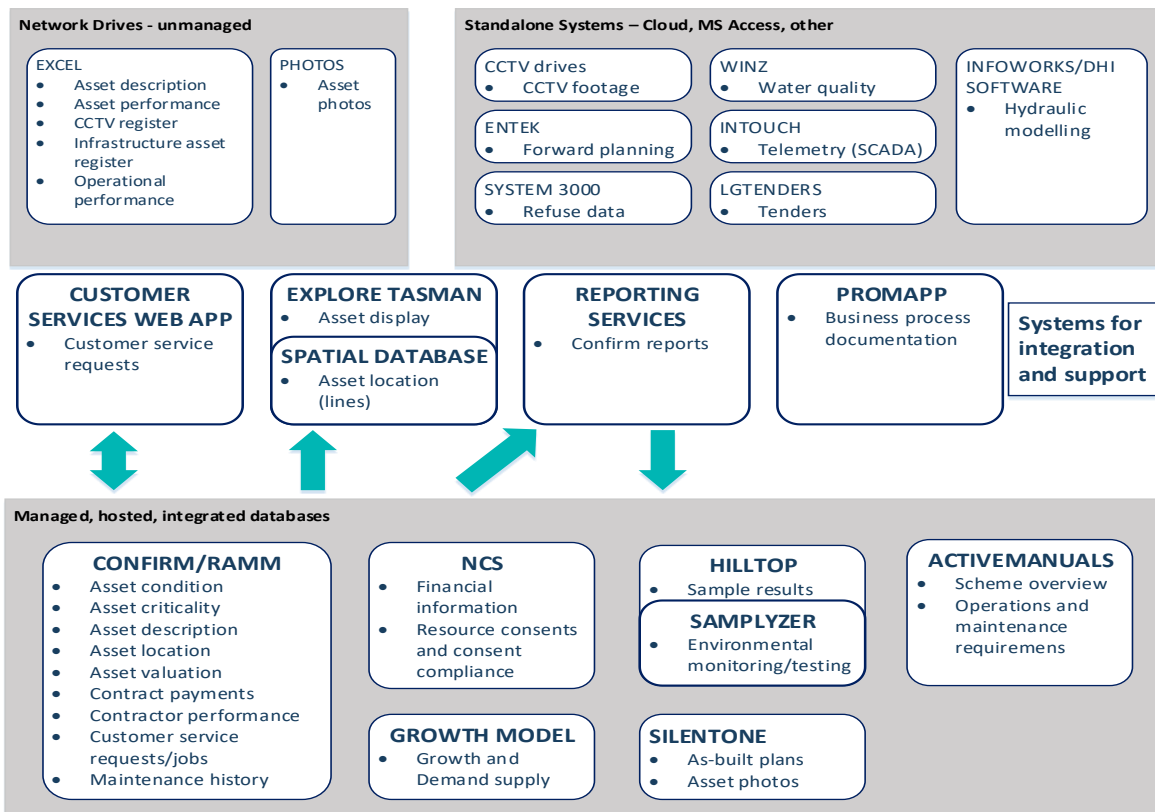 Network Drives - unmanaged
EXCEL
• Asset description
• Asset performance
• CCTV register
• Infrastructure asset
register
• Operational
performance
PHOTOS
• Asset
photos
Standalone Systems – Cloud, MS Access, other
CCTV drives
• CCTV footage
ENTEK
• Forward planning
SYSTEM 3000
• Refuse data
WINZ
• Water quality
INTOUCH
• Telemetry (SCADA)
LGTENDERS
• Tenders
INFOWORKS/DHI
SOFTWARE
• Hydraulic
modelling
CUSTOMER
SERVICES WEB APP
• Customer service
requests
EXPLORE TASMAN
• Asset display
SPATIAL DATABASE
• Asset location
(lines)
REPORTING
SERVICES
• Confirm reports
PROMAPP
• Business process
documentation
Systems for
integration
and support
Managed, hosted, integrated databases
CONFIRM/RAMM
• Asset condition
• Asset criticality
• Asset description
• Asset location
• Asset valuation
• Contract payments
• Contractor performance
• Customer service
requests/jobs
• Maintenance history
NCS
• Financial
information
• Resource consents
and consent
compliance
GROWTH MODEL
• Growth and
Demand supply
HILLTOP
• Sample results
SAMPLYZER
• Environmental
monitoring/testing
SILENTONE
• As-built plans
• Asset photos
ACTIVEMANUALS
• Scheme overview
• Operations and
maintenance
requiremens